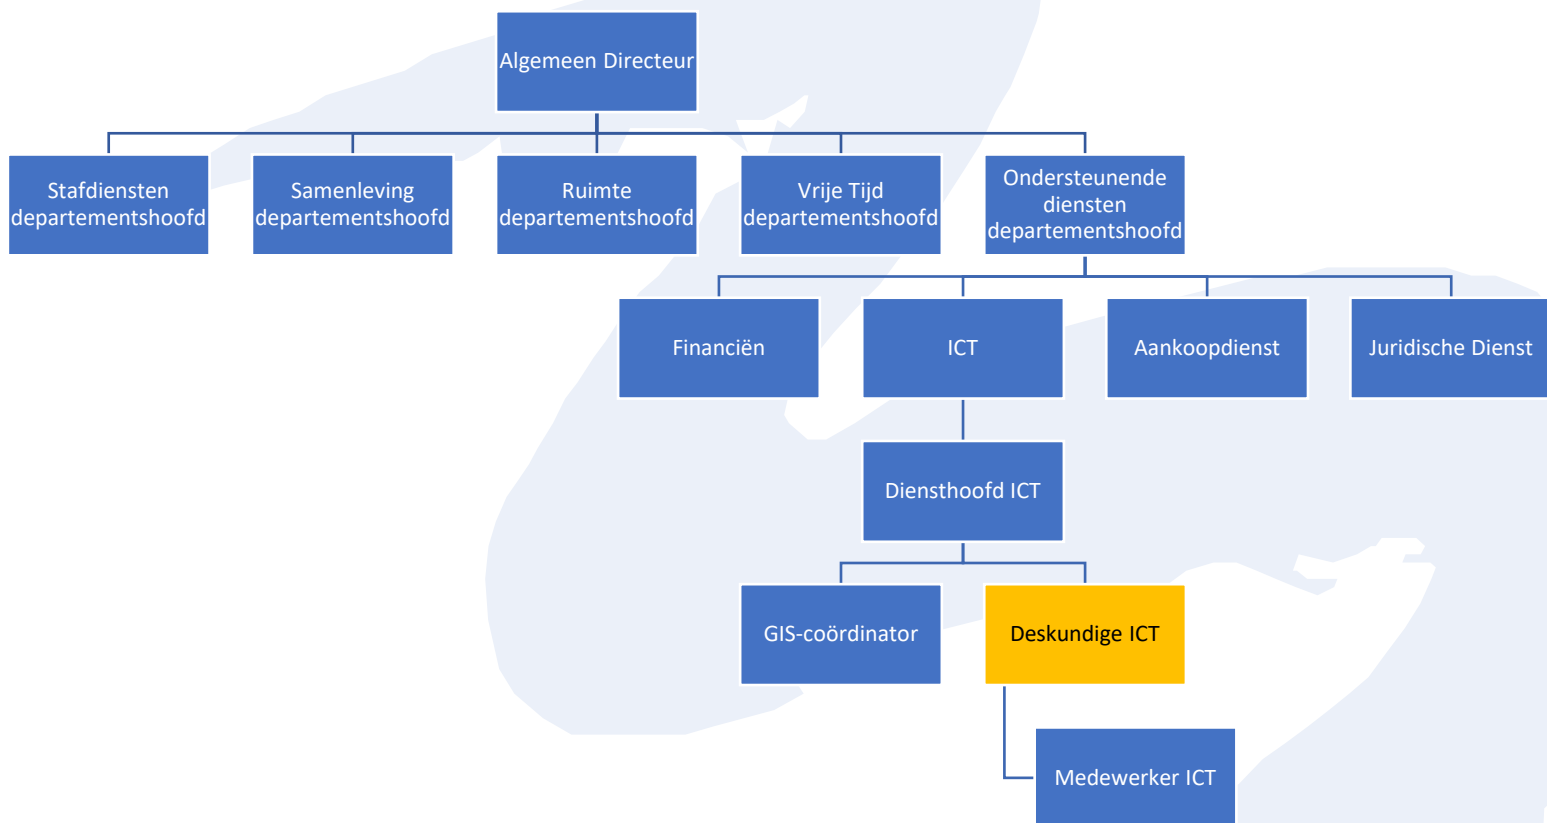 Algemeen Directeur
Stafdiensten
departementshoofd
Samenleving
departementshoofd
Ruimte
departementshoofd
Vrije Tijd
departementshoofd
Ondersteunende
diensten
departementshoofd
Financiën
ICT
Aankoopdienst
Juridische Dienst
Diensthoofd ICT
GIS-coördinator
Deskundige ICT
Medewerker ICT